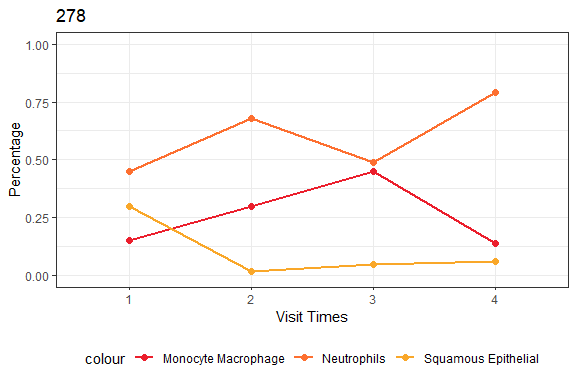 278
1.00
0.75
0.50
0.25
0.00
Percentage
1 2 3 4
Visit Times
colour Monocyte Macrophage Neutrophils Squamous Epithelial